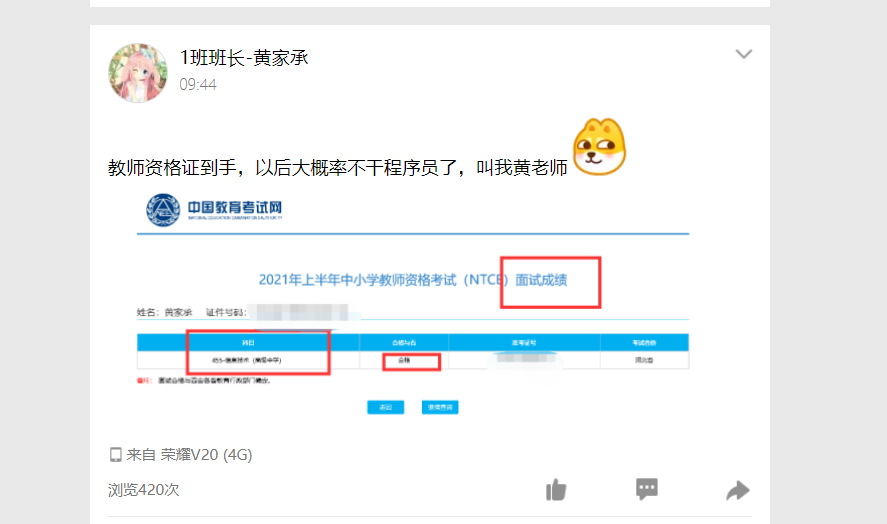 1班班长-黄家承
09:44
教师资格证到手，以后大概率不干程序员了，叫我黄老师
中国教育考试网
2021年上半年中小学教师资格考试（NTCE）面试成绩
姓名：黄家承 证件号码：
科目 合格与否 准考证号 考试省份
453-信息技术（高级中学） 合格 河北省
备注： 面试合格与否由各省教育行政部门确定。
返回 继续查询
来自 荣耀V20 (4G)
浏览420次